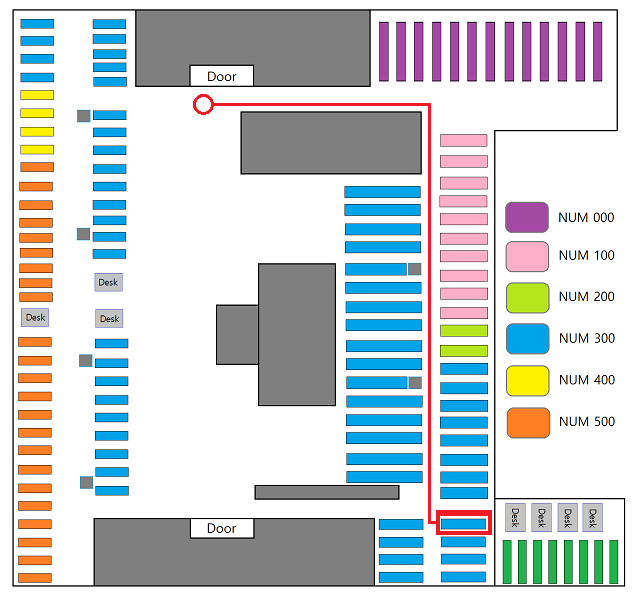 Door
NUM 000
NUM 100
NUM 200
Desk
Desk
Desk
NUM 300
NUM 400
NUM 500
Door
Desk
Desk
Desk
Desk